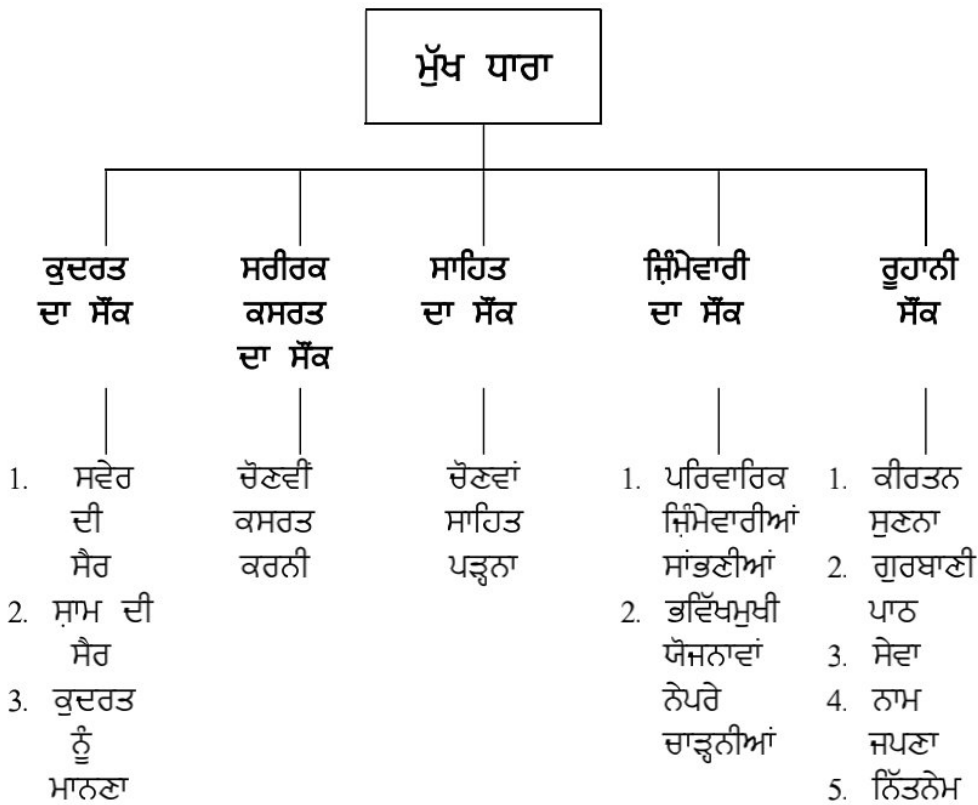 ਮੁੱਖ ਧਾਰਾ
ਕੁਦਰਤ
ਦਾ ਸੌਂਕ
ਸਰੀਰਕ
ਕਸਰਤ
ਦਾ ਸੌਂਕ
ਸਾਹਿਤ
ਦਾ ਸੌਂਕ
ਜ਼ਿੰਮੇਵਾਰੀ
ਦਾ ਸੌਂਕ
ਰੂਹਾਨੀ
ਸੌਂਕ
1. ਸਵੇਰ
ਦੀ
ਸੈਰ
2. ਸ਼ਾਮ ਦੀ
ਸੈਰ
3. ਕੁਦਰਤ
ਨੂੰ
ਮਾਨਣਾ
ਚੋਣਵੀਂ
ਕਸਰਤ
ਕਰਨੀ
ਚੋਣਵਾਂ
ਸਾਹਿਤ
ਪੜ੍ਹਨਾ
1. ਪਰਿਵਾਰਿਕ
ਜ਼ਿੰਮੇਵਾਰੀਆਂ
ਸਾਂਭਣੀਆਂ
2. ਭਵਿੱਖਮੁਖੀ
ਯੋਜਨਾਵਾਂ
ਨੇਪਰੇ
ਚਾੜ੍ਹਨੀਆਂ
1. ਕੀਰਤਨ
ਸੁਣਨਾ
2. ਗੁਰਬਾਣੀ
ਪਾਠ
3. ਸੇਵਾ
4. ਨਾਮ
ਜਪਣਾ
5. ਨਿੱਤਨੇਮ